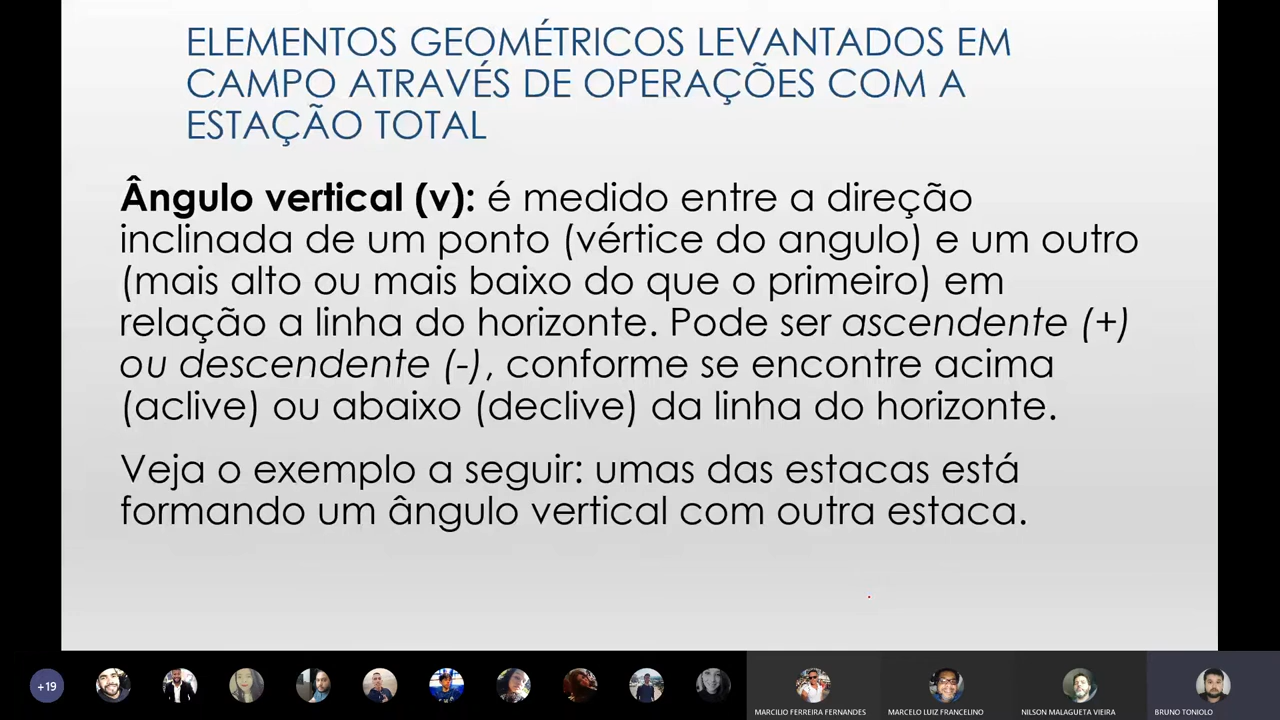 ELEMENTOS GEOMÉTRICOS LEVANTADOS EM
CAMPO ATRAVÉS DE OPERAÇÕES COM A
ESTAÇÃO TOTAL
Ângulo vertical (v): é medido entre a direção
inclinada de um ponto (vértice do angulo) e um outro
(mais alto ou mais baixo do que o primeiro) em
relação a linha do horizonte. Pode ser ascendente (+)
ou descendente (-), conforme se encontre acima
(aclive) ou abaixo (declive) da linha do horizonte.
Veja o exemplo a seguir: umas das estacas está
formando um ângulo vertical com outra estaca.
+19
MARCILIO FERREIRA FERNANDES
MARCELO LUIZ FRANCELINO
NILSON MALAGUETA VIEIRA
BRUNO TONIOLO